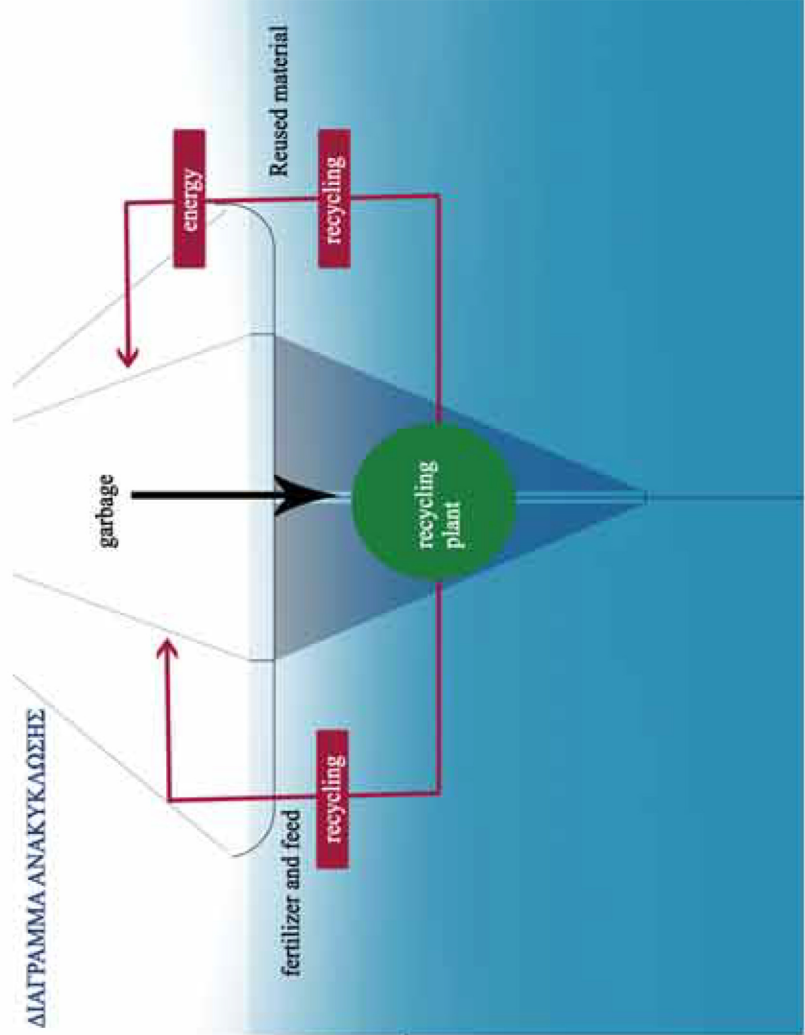 ΔΙΑΓΡΑΜΜΑ ΑΝΑΚΥΚΛΩΣΗΣ
garbage
energy
Reused material
fertilizer and feed
recycling
recycling
recycling
plant